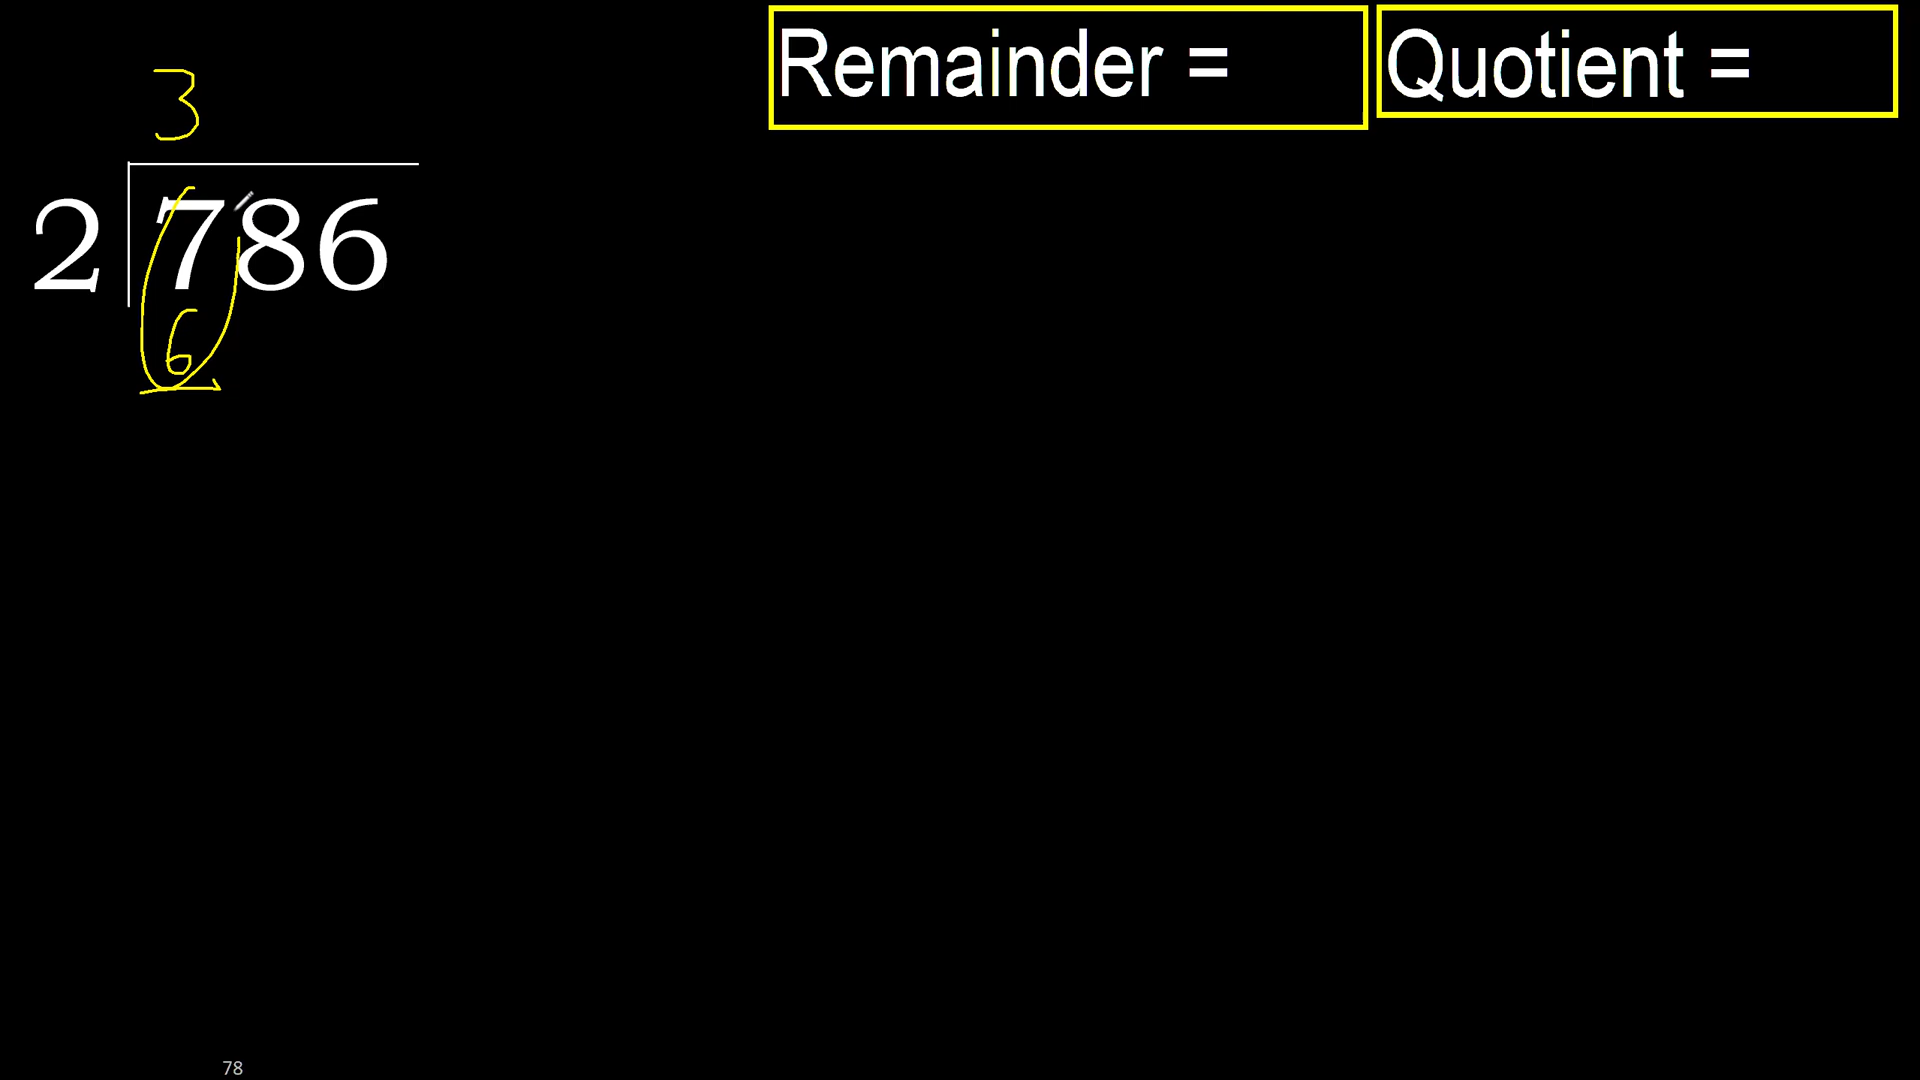 Remainder = Quotient =
3
2 786
6
78